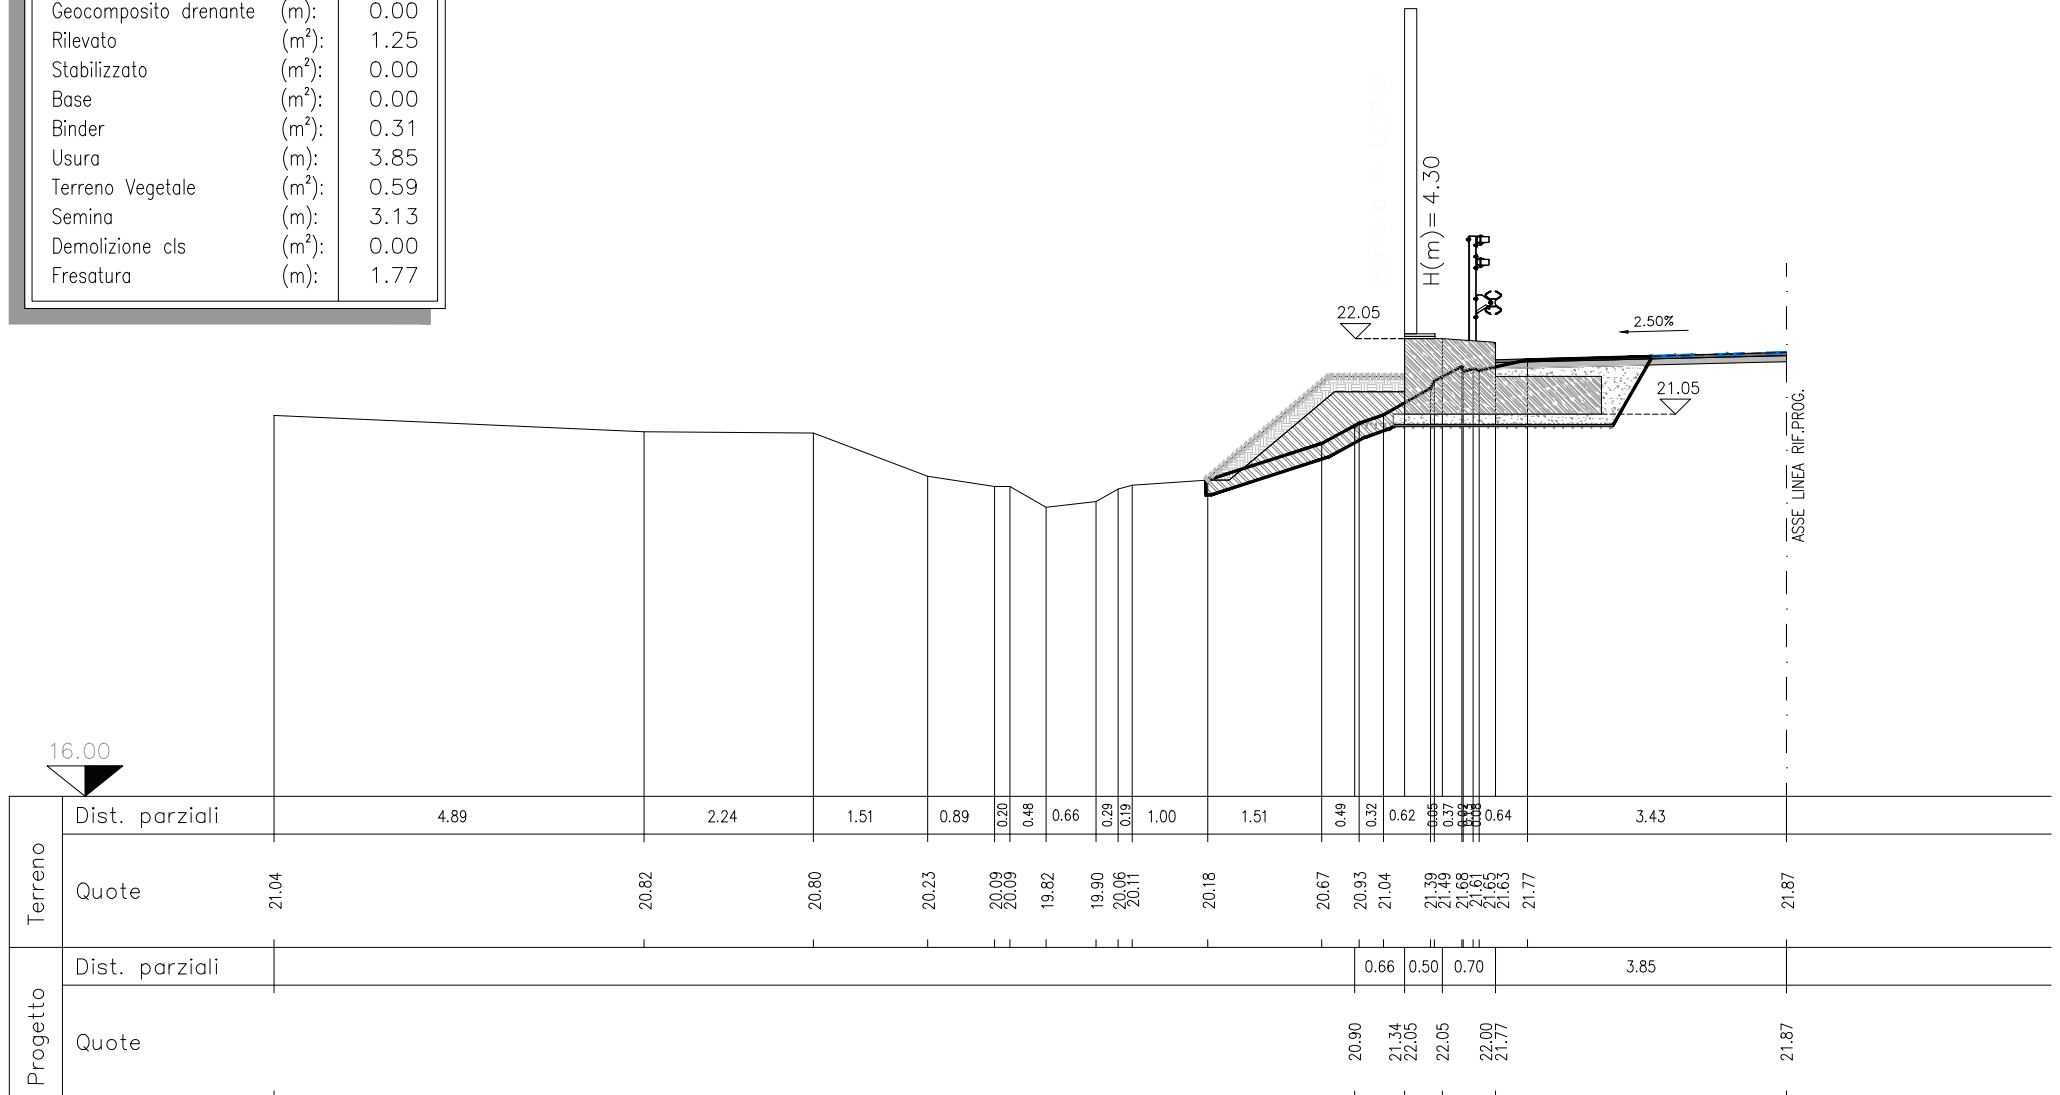 Geocomposito drenante (m): 0.00
Rilevato (m²): 1.25
Stabilizzato (m²): 0.00
Base (m²): 0.00
Binder (m²): 0.31
Usura (m): 3.85
Terreno Vegetale (m²): 0.59
Semina (m): 3.13
Demolizione cls (m²): 0.00
Fresatura (m): 1.77
H(m)= 4.30
22.05
2.50%
21.05
ASSE LINEA RIF.PROG.
16.00
Terreno
Dist. parziali 4.89 2.24 1.51 0.89 0.20 0.48 0.66 0.29 0.19 1.00 1.51 0.49 0.32 0.62 0.05 0.37 0.08 0.64 3.43
Quote 21.04 20.82 20.80 20.23 20.09 20.09 19.82 19.90 20.06 20.11 20.18 20.67 20.93 21.04 21.39 21.49 21.68 21.61 21.65 21.63 21.77 21.87
Progetto
Dist. parziali 0.66 0.50 0.70 3.85
Quote 20.90 21.34 22.05 22.05 22.00 21.77 21.87